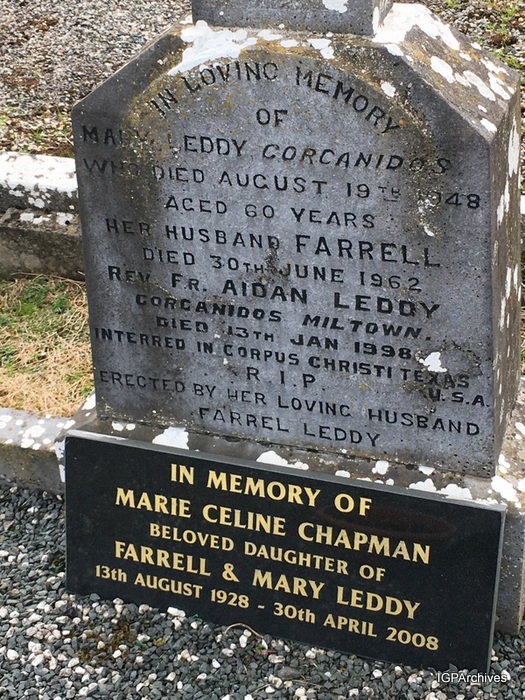 IN LOVING MEMORY
OF
MARY LEDDY CORCANIDOS
WHO DIED AUGUST 19TH 1948
AGED 60 YEARS
HER HUSBAND FARRELL
DIED 30TH JUNE 1962
REV. FR. AIDAN LEDDY
CORCANIDOS MILTOWN.
DIED 13TH JAN 1998
INTERRED IN CORPUS CHRISTI TEXAS
R.I.P. U.S.A.
ERECTED BY HER LOVING HUSBAND
FARREL LEDDY
IN MEMORY OF
MARIE CELINE CHAPMAN
BELOVED DAUGHTER OF
FARRELL & MARY LEDDY
13th AUGUST 1928 - 30th APRIL 2008
IGPArchives